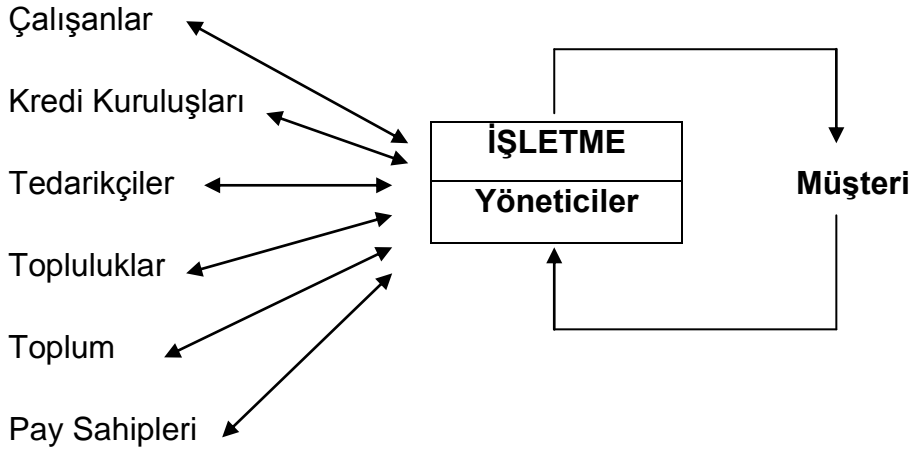 Çalışanlar
Kredi Kuruluşları
Tedarikçiler
Topluluklar
Toplum
Pay Sahipleri
İŞLETME
Yöneticiler
Müşteri